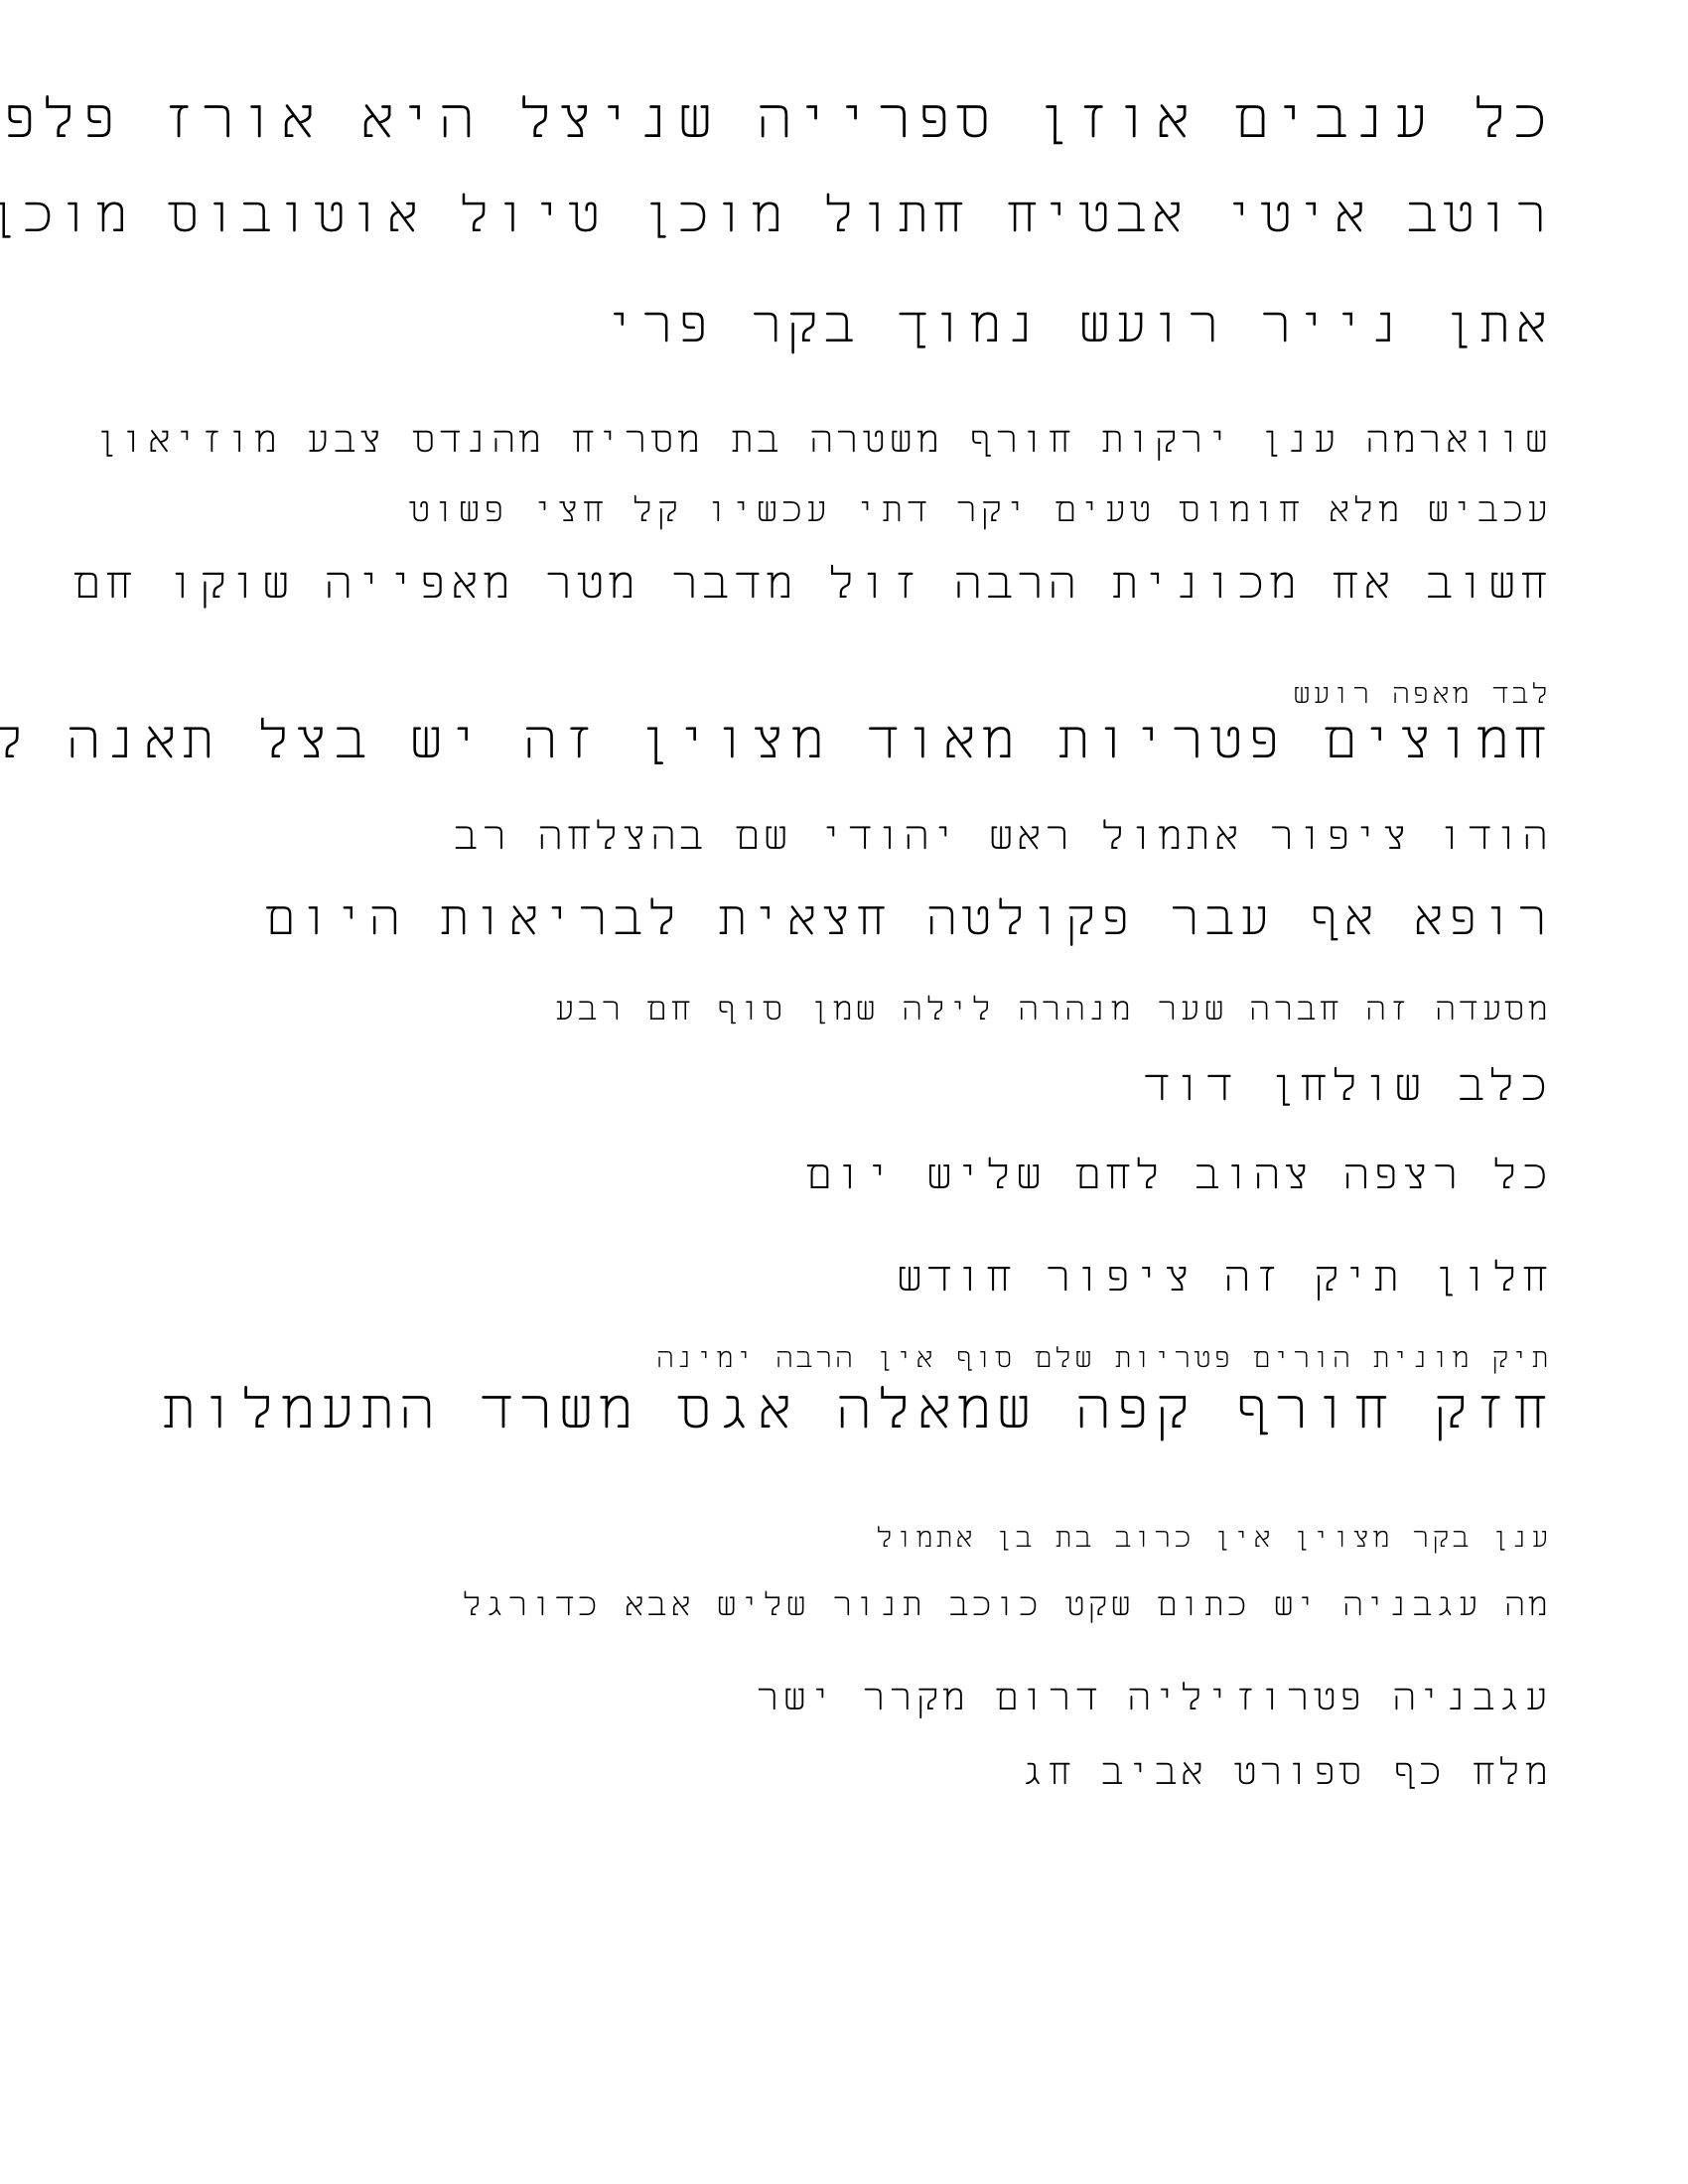 כל ענבים אוזן ספרייה שניצל היא אורז
רוטב איטי אבטיח חתול מוכן טיול אוטובוס מוכן
אתן נייר רועש נמוך בקר פרי
שווארמה ענן ירקות חורף משטרה בת מסריח מהנדס צבע מוזיאון
עכביש מלא חומוס טעים יקר דתי עכשיו קל חצי פשוט
חשוב אח מכונית הרבה זול מדבר מטר מאפייה שוקו חם
לבד מאפה רועש
חמוצים פטריות מאוד מצוין זה יש בצל תאנה
הודו ציפור אתמול ראש יהודי שם בהצלחה רב
רופא אף עבר פקולטה חצאית לבריאות היום
מסעדה זה חברה שער מנהרה לילה שמן סוף חם רבע
כלב שולחן דוד
כל רצפה צהוב לחם שליש יום
חלון תיק זה ציפור חודש
תיק מונית הורים פטריות שלם סוף אין הרבה ימינה
חזק חורף קפה שמאלה אגס משרד התעמלות
ענן בקר מצוין אין כרוב בת בן אתמול
מה עגבניה יש כתום שקט כוכב תנור שליש אבא כדורגל
עגבניה פטרוזיליה דרום מקרר ישר
מלח כף ספורט אביב חג